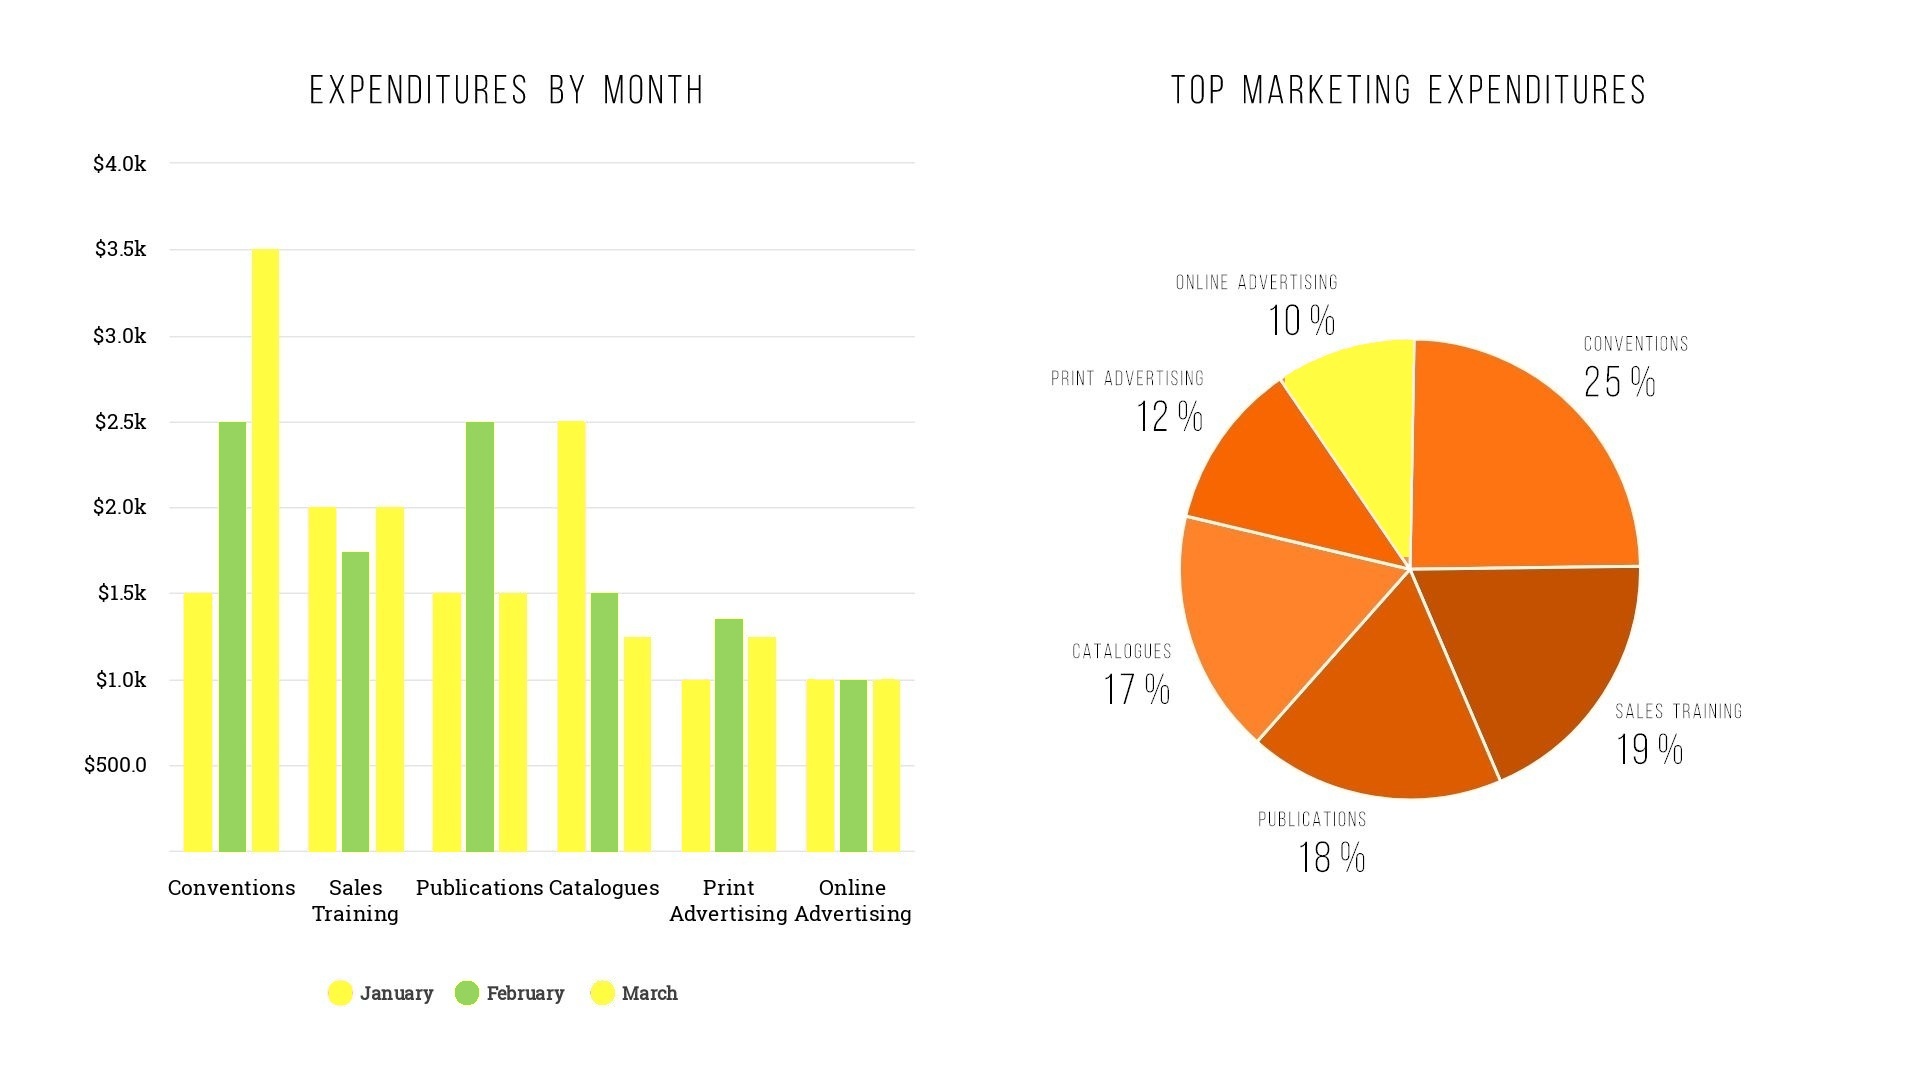 EXPENDITURES BY MONTH
$4.0k
$3.5k
$3.0k
$2.5k
$2.0k
$1.5k
$1.0k
$500.0
Conventions
Sales
Training
Publications
Catalogues
Print
Advertising
Online
Advertising
January
February
March
TOP MARKETING EXPENDITURES
ONLINE ADVERTISING
10 %
CONVENTIONS
25 %
PRINT ADVERTISING
12 %
CATALOGUES
17 %
SALES TRAINING
19 %
PUBLICATIONS
18 %